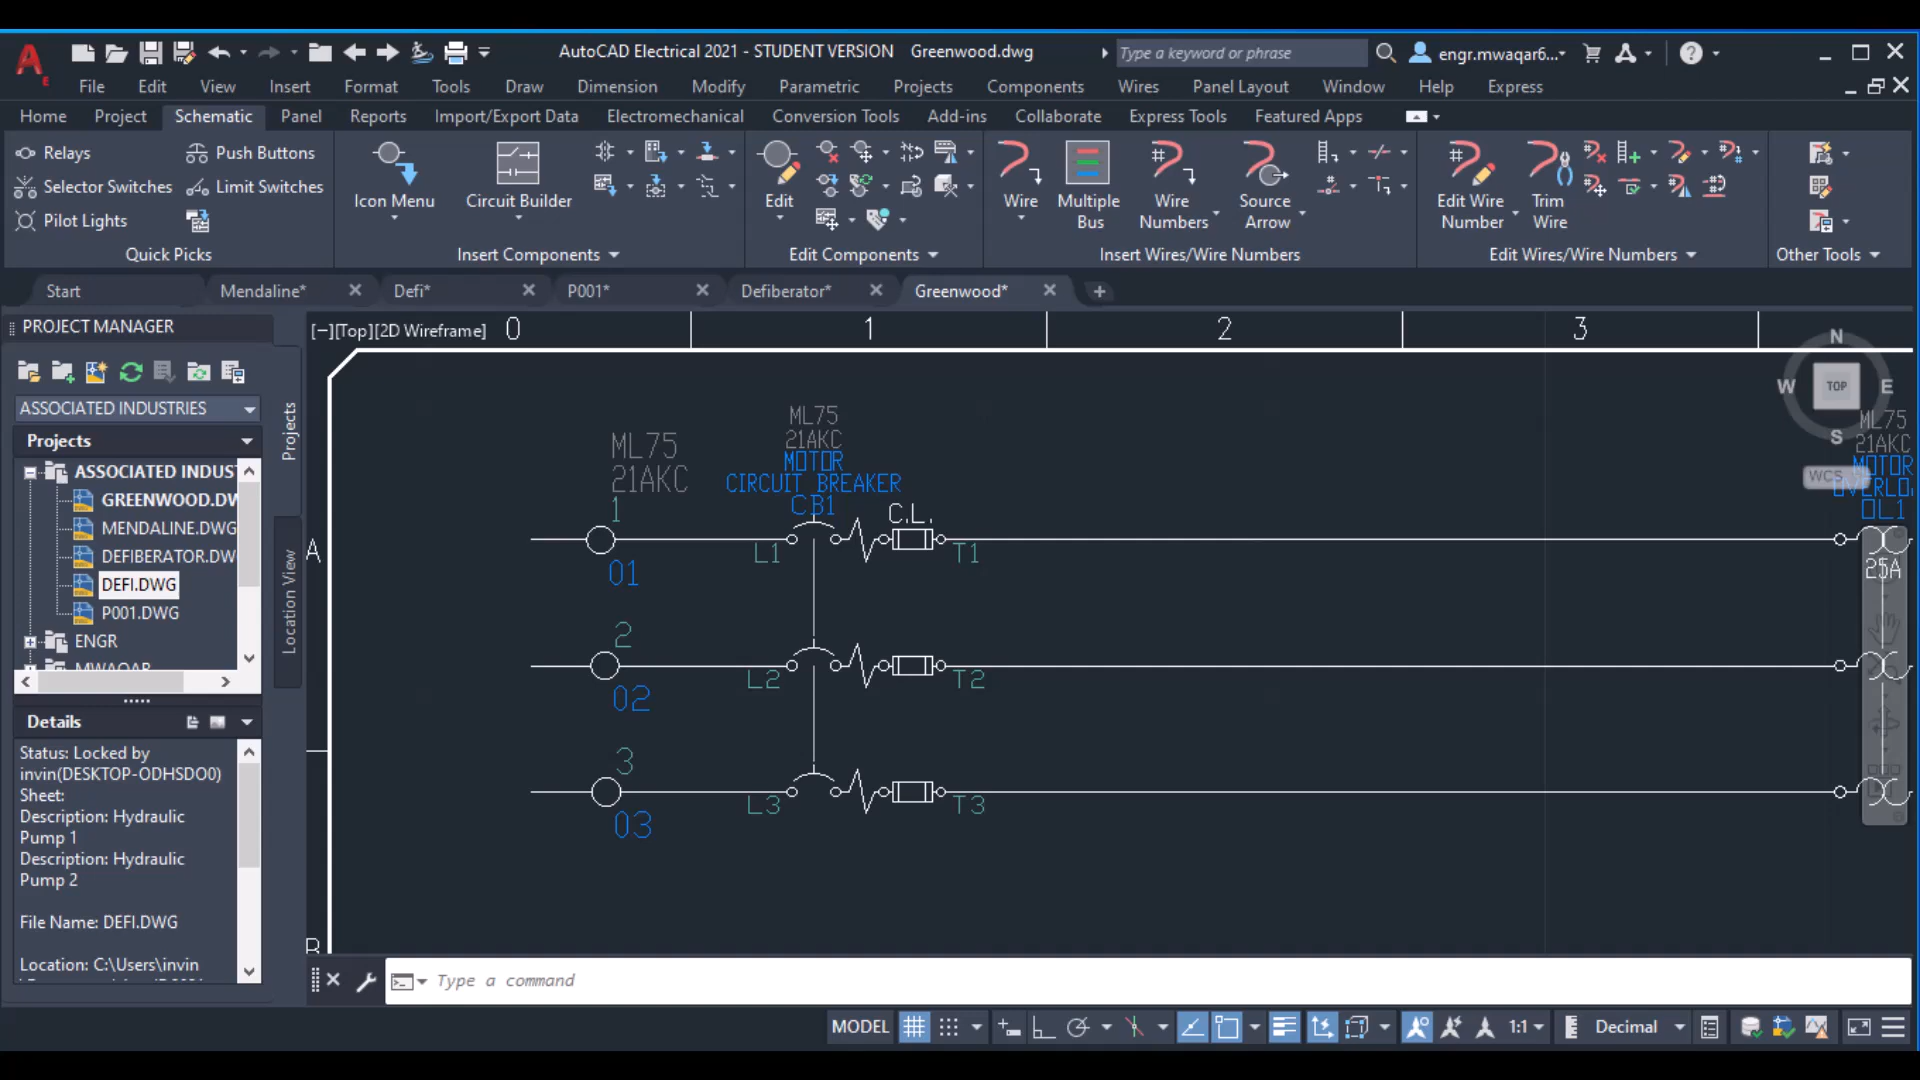 AutoCAD Electrical 2021 - STUDENT VERSION Greenwood.dwg
Type a keyword or phrase
engr.mwaqar6...
File Edit View Insert Format Tools Draw Dimension Modify Parametric Projects Components Wires Panel Layout Window Help Express
Home Project Schematic Panel Reports Import/Export Data Electromechanical Conversion Tools Add-ins Collaborate Express Tools Featured Apps
Relays
Push Buttons
Selector Switches
Limit Switches
Pilot Lights
Quick Picks
Icon Menu
Circuit Builder
Insert Components
Edit
Edit Components
Wire
Multiple Bus
Wire Numbers
Source Arrow
Insert Wires/Wire Numbers
Edit Wire Number
Trim Wire
Edit Wires/Wire Numbers
Other Tools
Start
Mendaline*
Defi*
P001*
Defiberator*
Greenwood*
PROJECT MANAGER
ASSOCIATED INDUSTRIES
Projects
ASSOCIATED INDUST
GREENWOOD.DW
MENDALINE.DWG
DEFIBERATOR.DW
DEFI.DWG
P001.DWG
ENGR
MWAQAR
Projects
Location View
Details
Status: Locked by
invin(DESKTOP-ODHSDO0)
Sheet:
Description: Hydraulic
Pump 1
Description: Hydraulic
Pump 2
File Name: DEFI.DWG
Location: C:\Users\invin
[−][Top][2D Wireframe]
0 1 2 3
N
W TOP E
S
WCS
A
B
ML75
21AKC
1
01
ML75
21AKC
MOTOR
CIRCUIT BREAKER
CB1
C.L.
L1 T1
2
02
L2 T2
3
03
L3 T3
ML75
21AKC
MOTOR
OVERLO
OL1
25A
Type a command
MODEL
1:1
Decimal